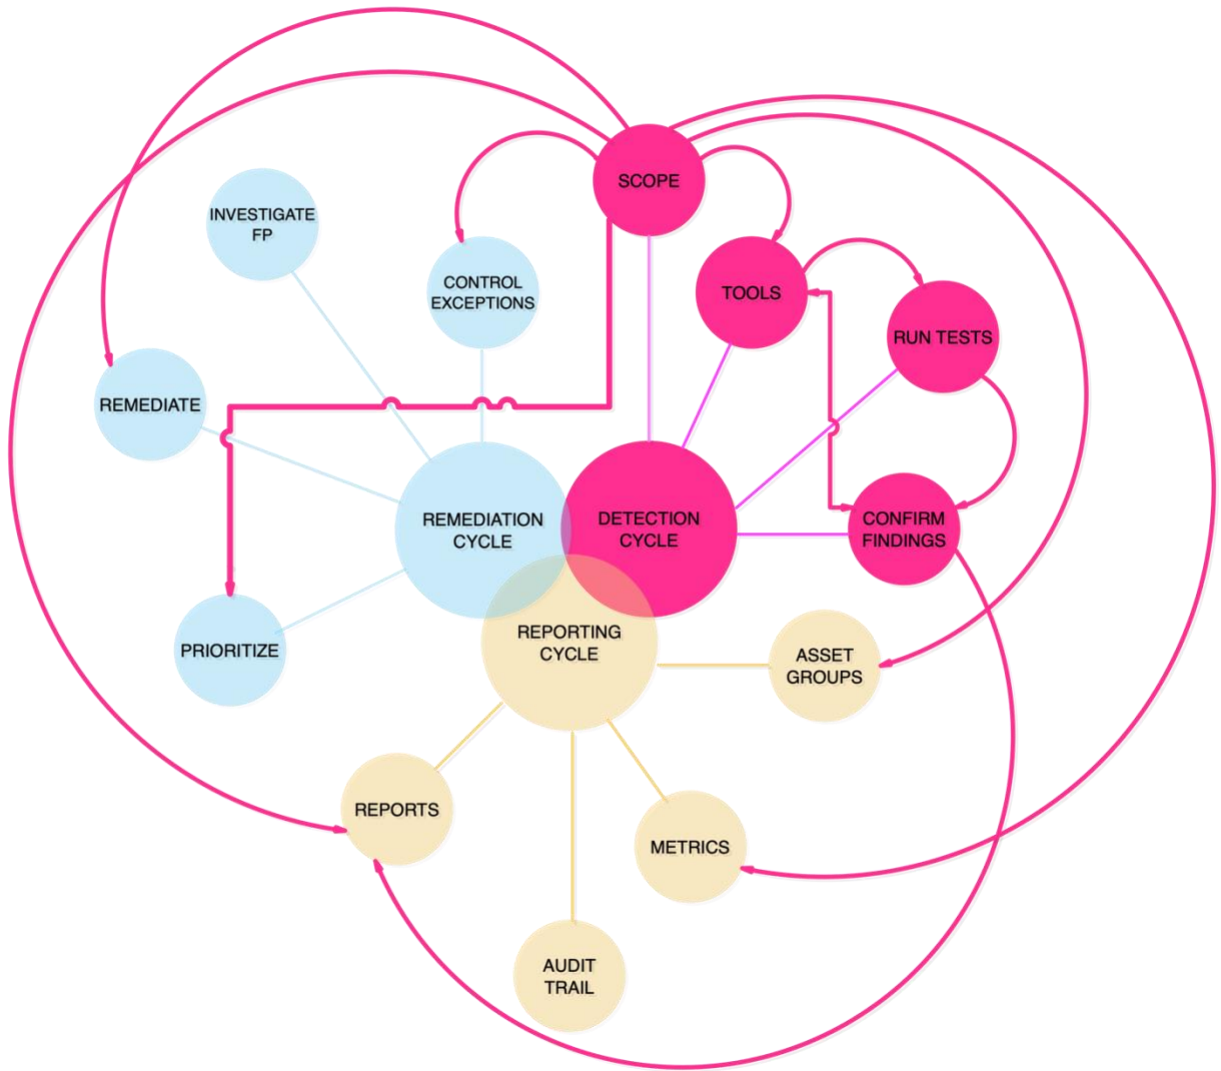 SCOPE
INVESTIGATE
FP
CONTROL
EXCEPTIONS
TOOLS
RUN TESTS
REMEDIATE
REMEDIATION
CYCLE
DETECTION
CYCLE
CONFIRM
FINDINGS
REPORTING
CYCLE
PRIORITIZE
ASSET
GROUPS
REPORTS
METRICS
AUDIT
TRAIL